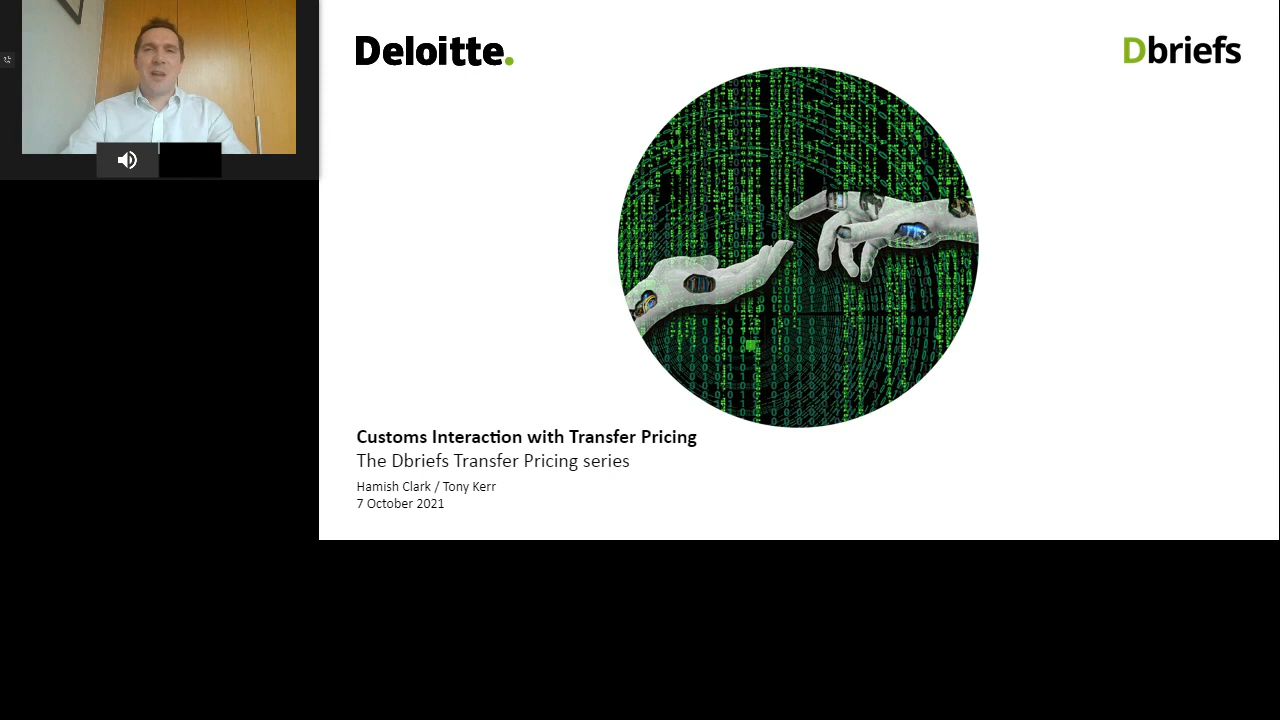 Deloitte.
Dbriefs
Customs Interaction with Transfer Pricing
The Dbriefs Transfer Pricing series
Hamish Clark / Tony Kerr
7 October 2021